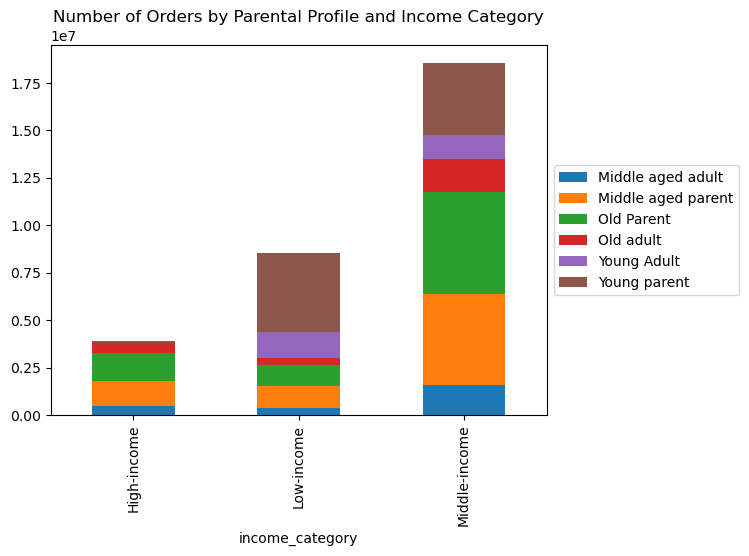 Number of Orders by Parental Profile and Income Category
1e7
1.75
1.50
1.25
1.00
0.75
0.50
0.25
0.00
High-income
Low-income
Middle-income
income_category
Middle aged adult
Middle aged parent
Old Parent
Old adult
Young Adult
Young parent